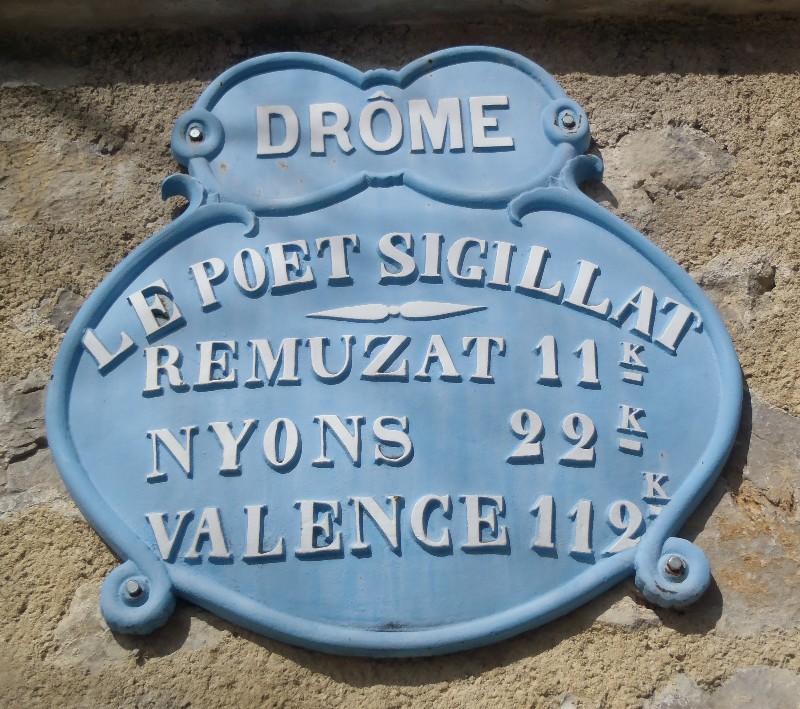 DRÔME
LE POET SIGILLAT
REMUZAT 11K
NYONS 22K
VALENCE 112K